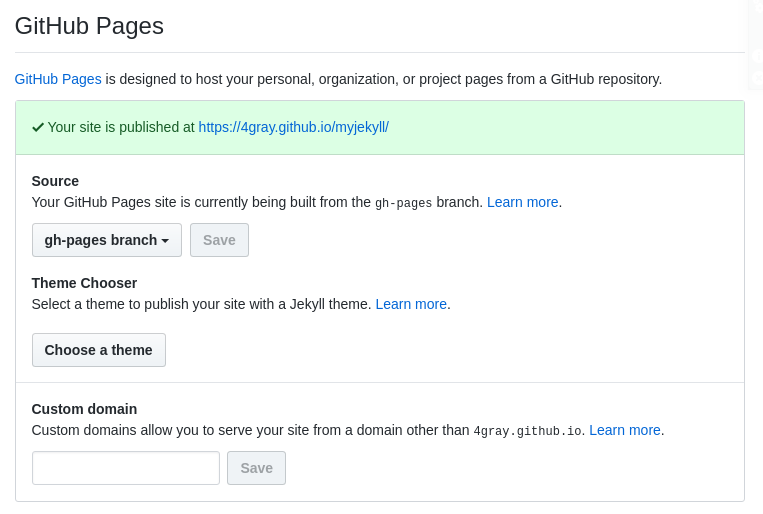 GitHub Pages
GitHub Pages is designed to host your personal, organization, or project pages from a GitHub repository.
Your site is published at https://4gray.github.io/myjekyll/
Source
Your GitHub Pages site is currently being built from the gh-pages branch. Learn more.
gh-pages branch Save
Theme Chooser
Select a theme to publish your site with a Jekyll theme. Learn more.
Choose a theme
Custom domain
Custom domains allow you to serve your site from a domain other than 4gray.github.io. Learn more.
Save